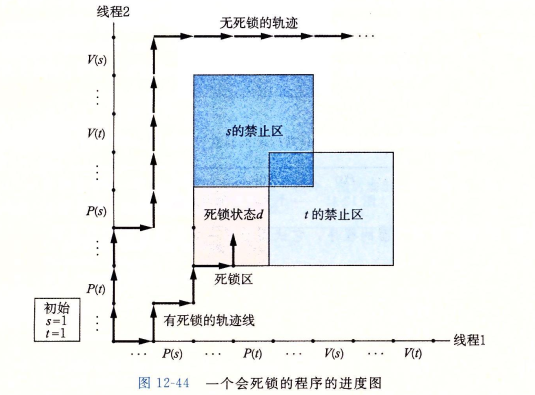 线程2
无死锁的轨迹
...
V(s)
⋮
s的禁止区
V(t)
⋮
P(s)
死锁状态d
t 的禁止区
⋮
P(t)
死锁区
初始
s=1
t=1
⋮
有死锁的轨迹线
线程1
... P(s) ... P(t) ... V(s) ... V(t)
图 12-44 一个会死锁的程序的进度图